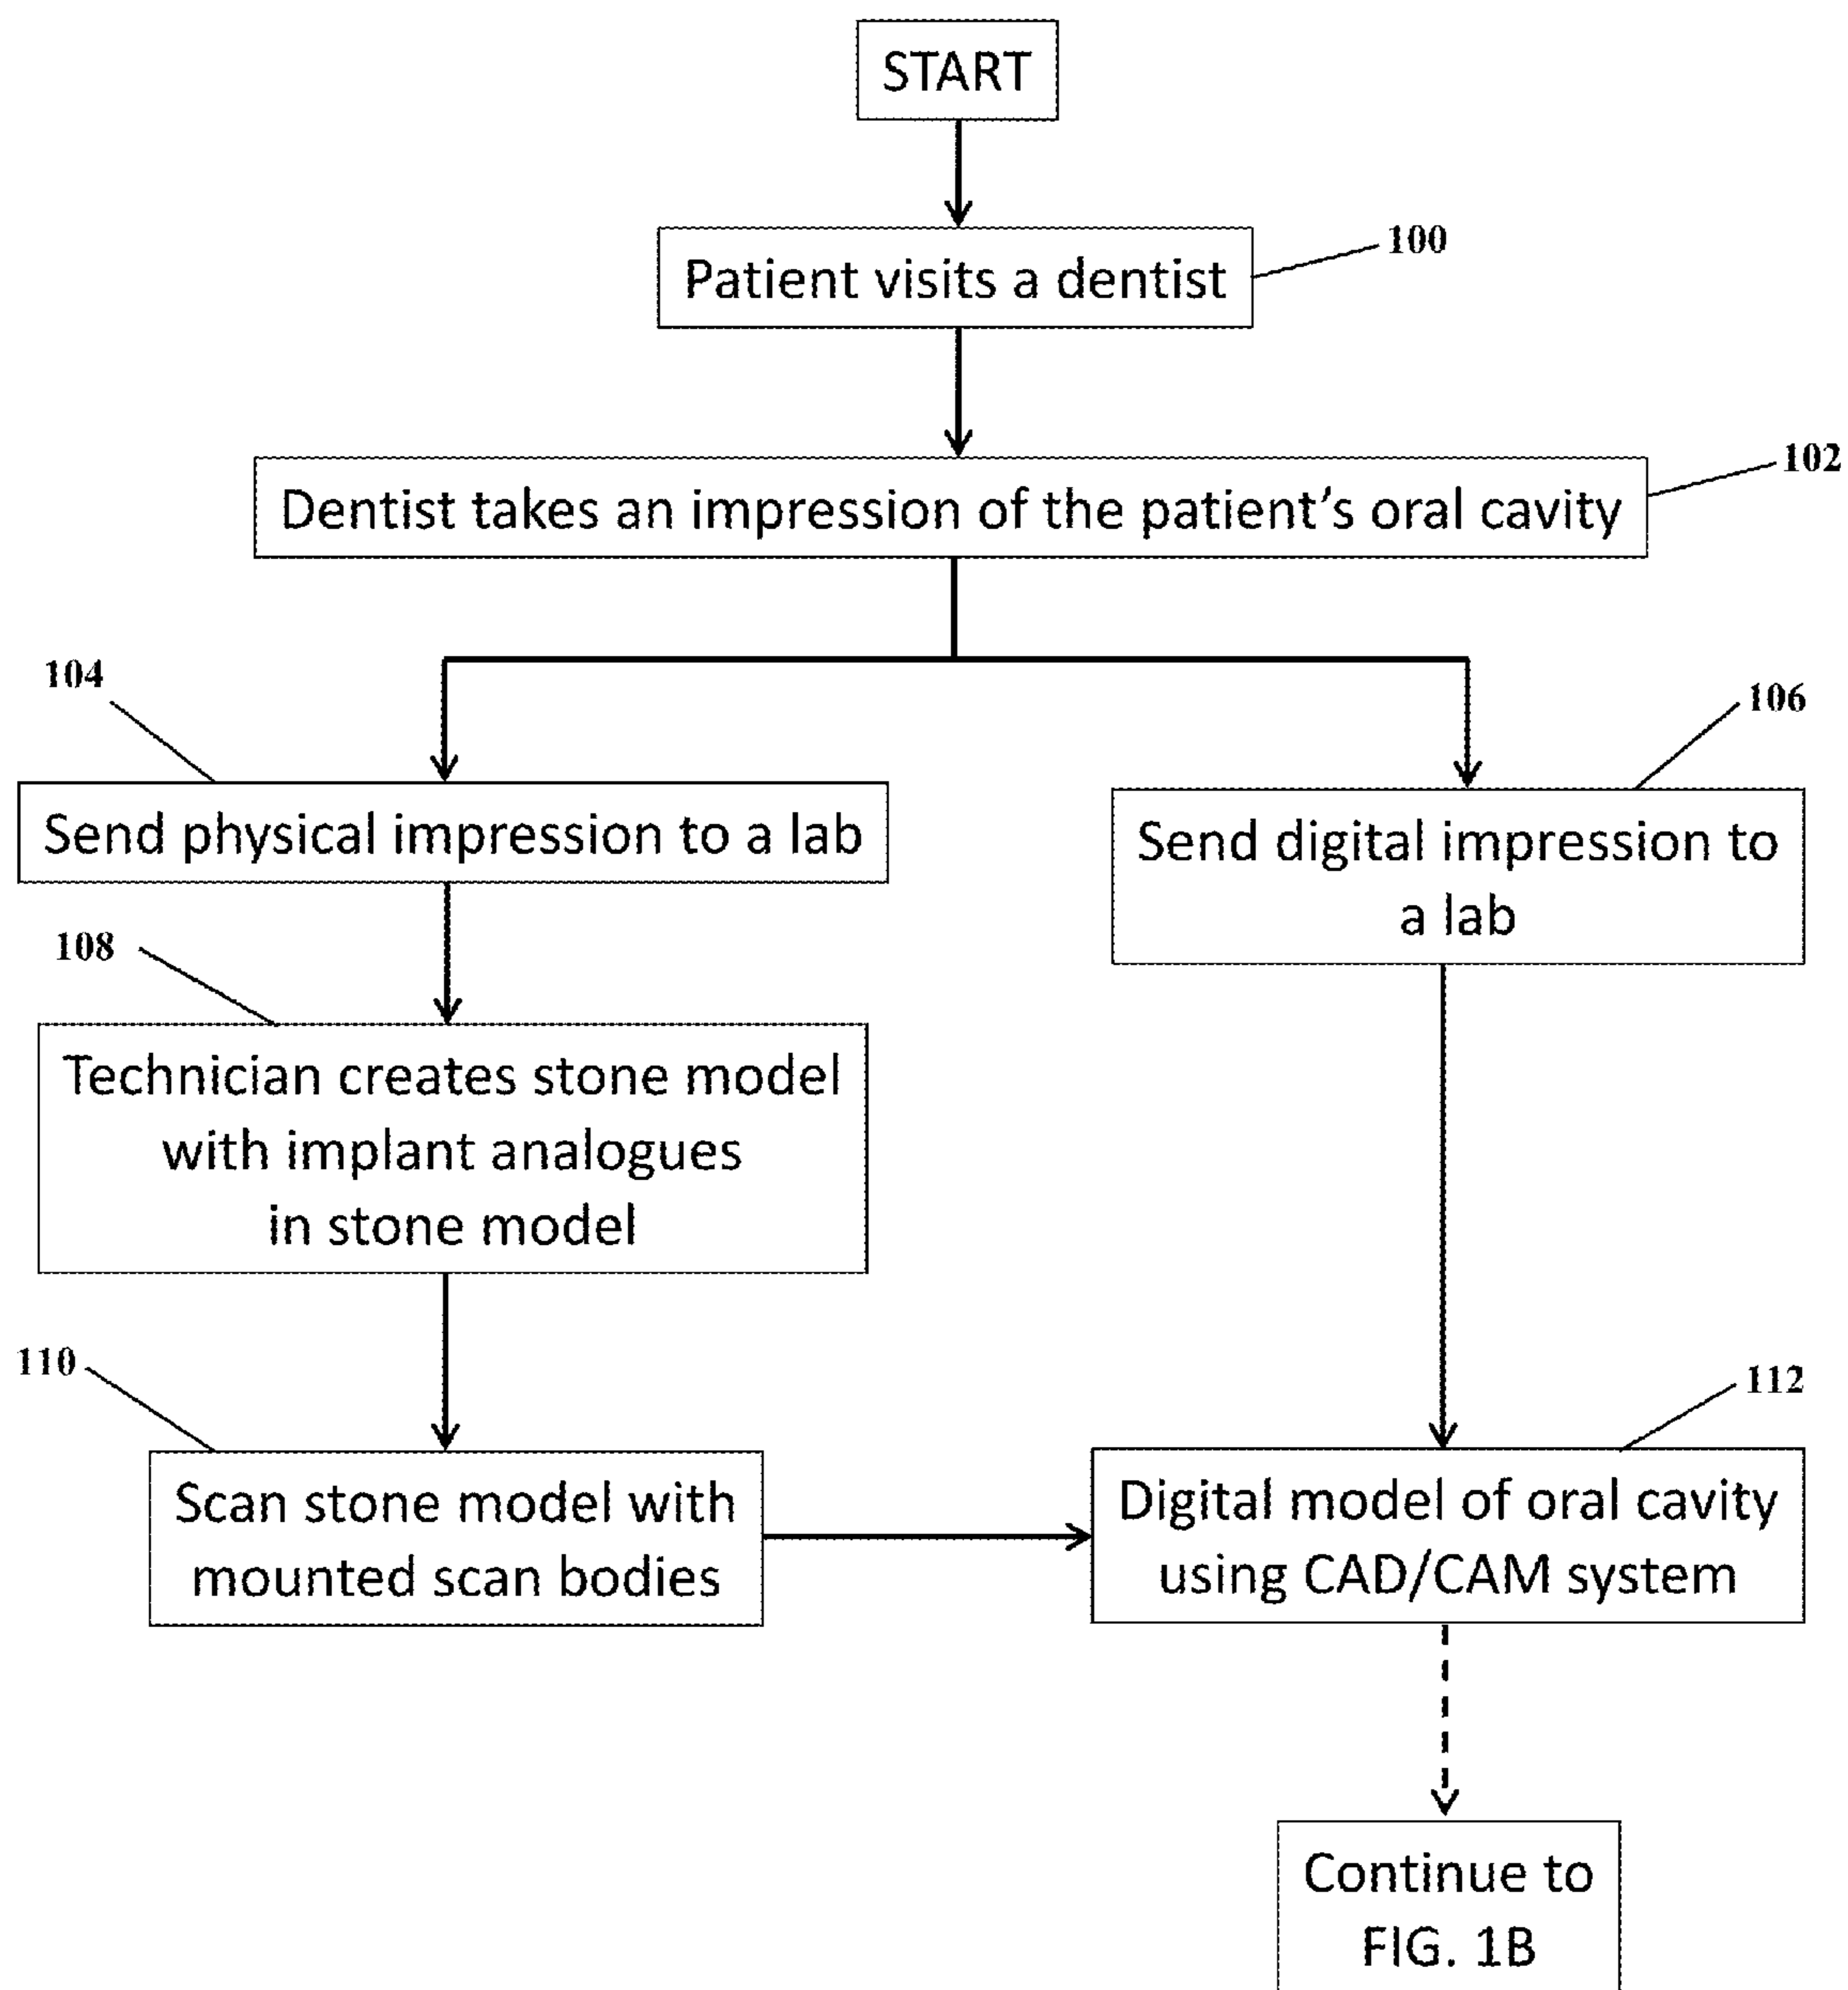 START
100
Patient visits a dentist
102
Dentist takes an impression of the patient’s oral cavity
104
106
Send physical impression to a lab
Send digital impression to
a lab
108
Technician creates stone model
with implant analogues
in stone model
110
112
Scan stone model with
mounted scan bodies
Digital model of oral cavity
using CAD/CAM system
Continue to
FIG. 1B